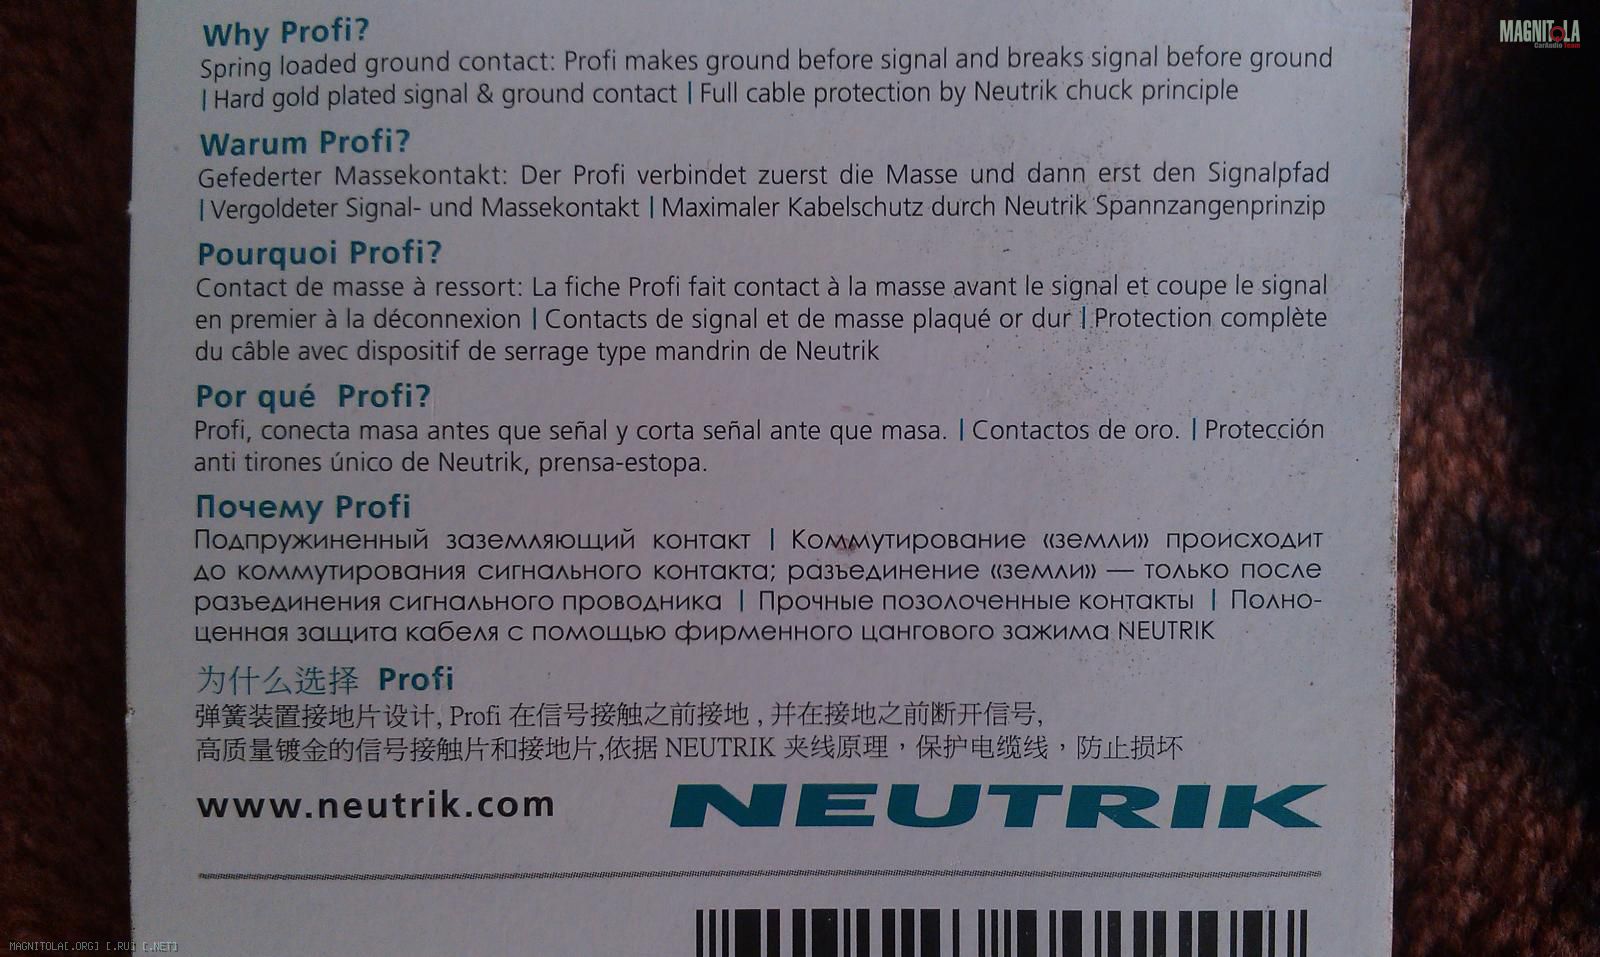 MAGNITOLA
CarAudio Team
Why Profi?
Spring loaded ground contact: Profi makes ground before signal and breaks signal before ground
| Hard gold plated signal & ground contact | Full cable protection by Neutrik chuck principle
Warum Profi?
Gefederter Massekontakt: Der Profi verbindet zuerst die Masse und dann erst den Signalpfad
| Vergoldeter Signal- und Massekontakt | Maximaler Kabelschutz durch Neutrik Spannzangenprinzip
Pourquoi Profi?
Contact de masse à ressort: La fiche Profi fait contact à la masse avant le signal et coupe le signal
en premier à la déconnexion | Contacts de signal et de masse plaqué or dur | Protection complète
du câble avec dispositif de serrage type mandrin de Neutrik
Por qué Profi?
Profi, conecta masa antes que señal y corta señal ante que masa. | Contactos de oro. | Protección
anti tirones único de Neutrik, prensa-estopa.
Почему Profi
Подпружиненный заземляющий контакт | Коммутирование «земли» происходит
до коммутирования сигнального контакта; разъединение «земли» — только после
разъединения сигнального проводника | Прочные позолоченные контакты | Полно-
ценная защита кабеля с помощью фирменного цангового зажима NEUTRIK
为什么选择 Profi
弹簧装置接地片设计, Profi 在信号接触之前接地 , 并在接地之前断开信号,
高质量镀金的信号接触片和接地片,依据 NEUTRIK 夹线原理，保护电缆线，防止损坏
www.neutrik.com
NEUTRIK
MAGNITOLA[.ORG] [.RU] [.NET]